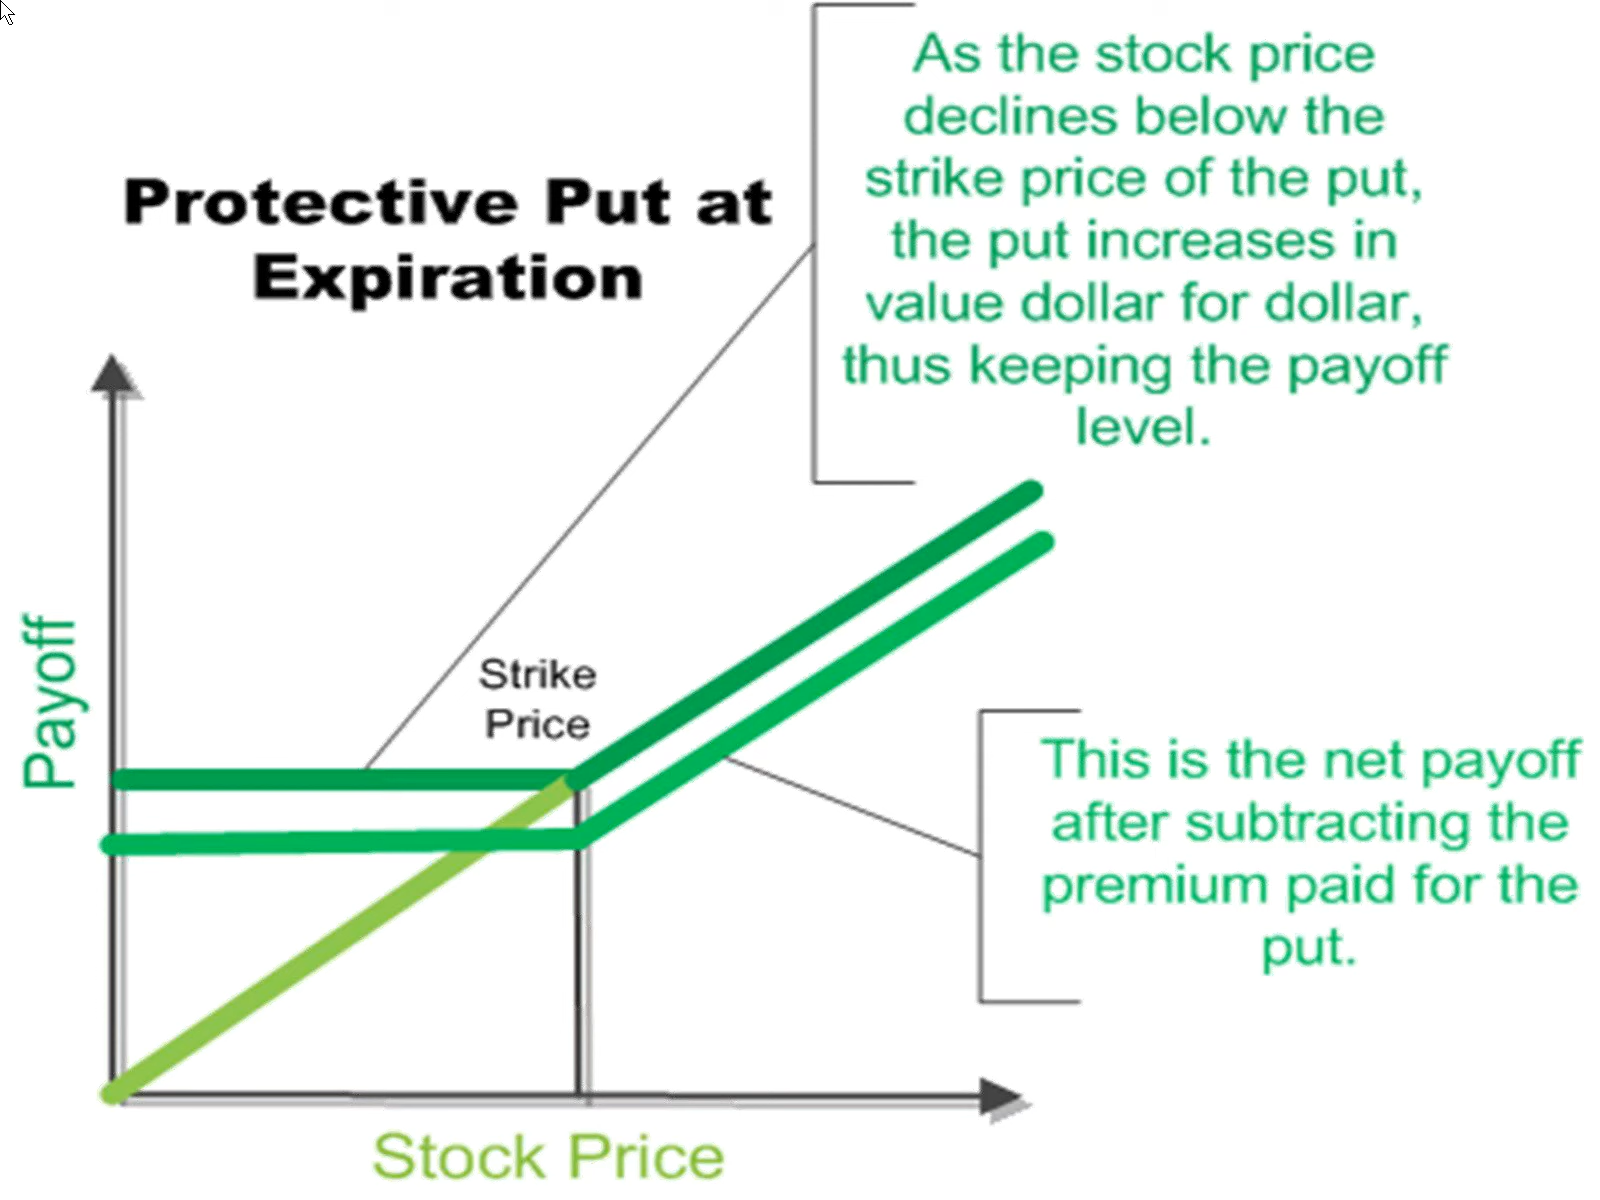 Protective Put at
Expiration
As the stock price
declines below the
strike price of the put,
the put increases in
value dollar for dollar,
thus keeping the payoff
level.
Strike
Price
Payoff
This is the net payoff
after subtracting the
premium paid for the
put.
Stock Price